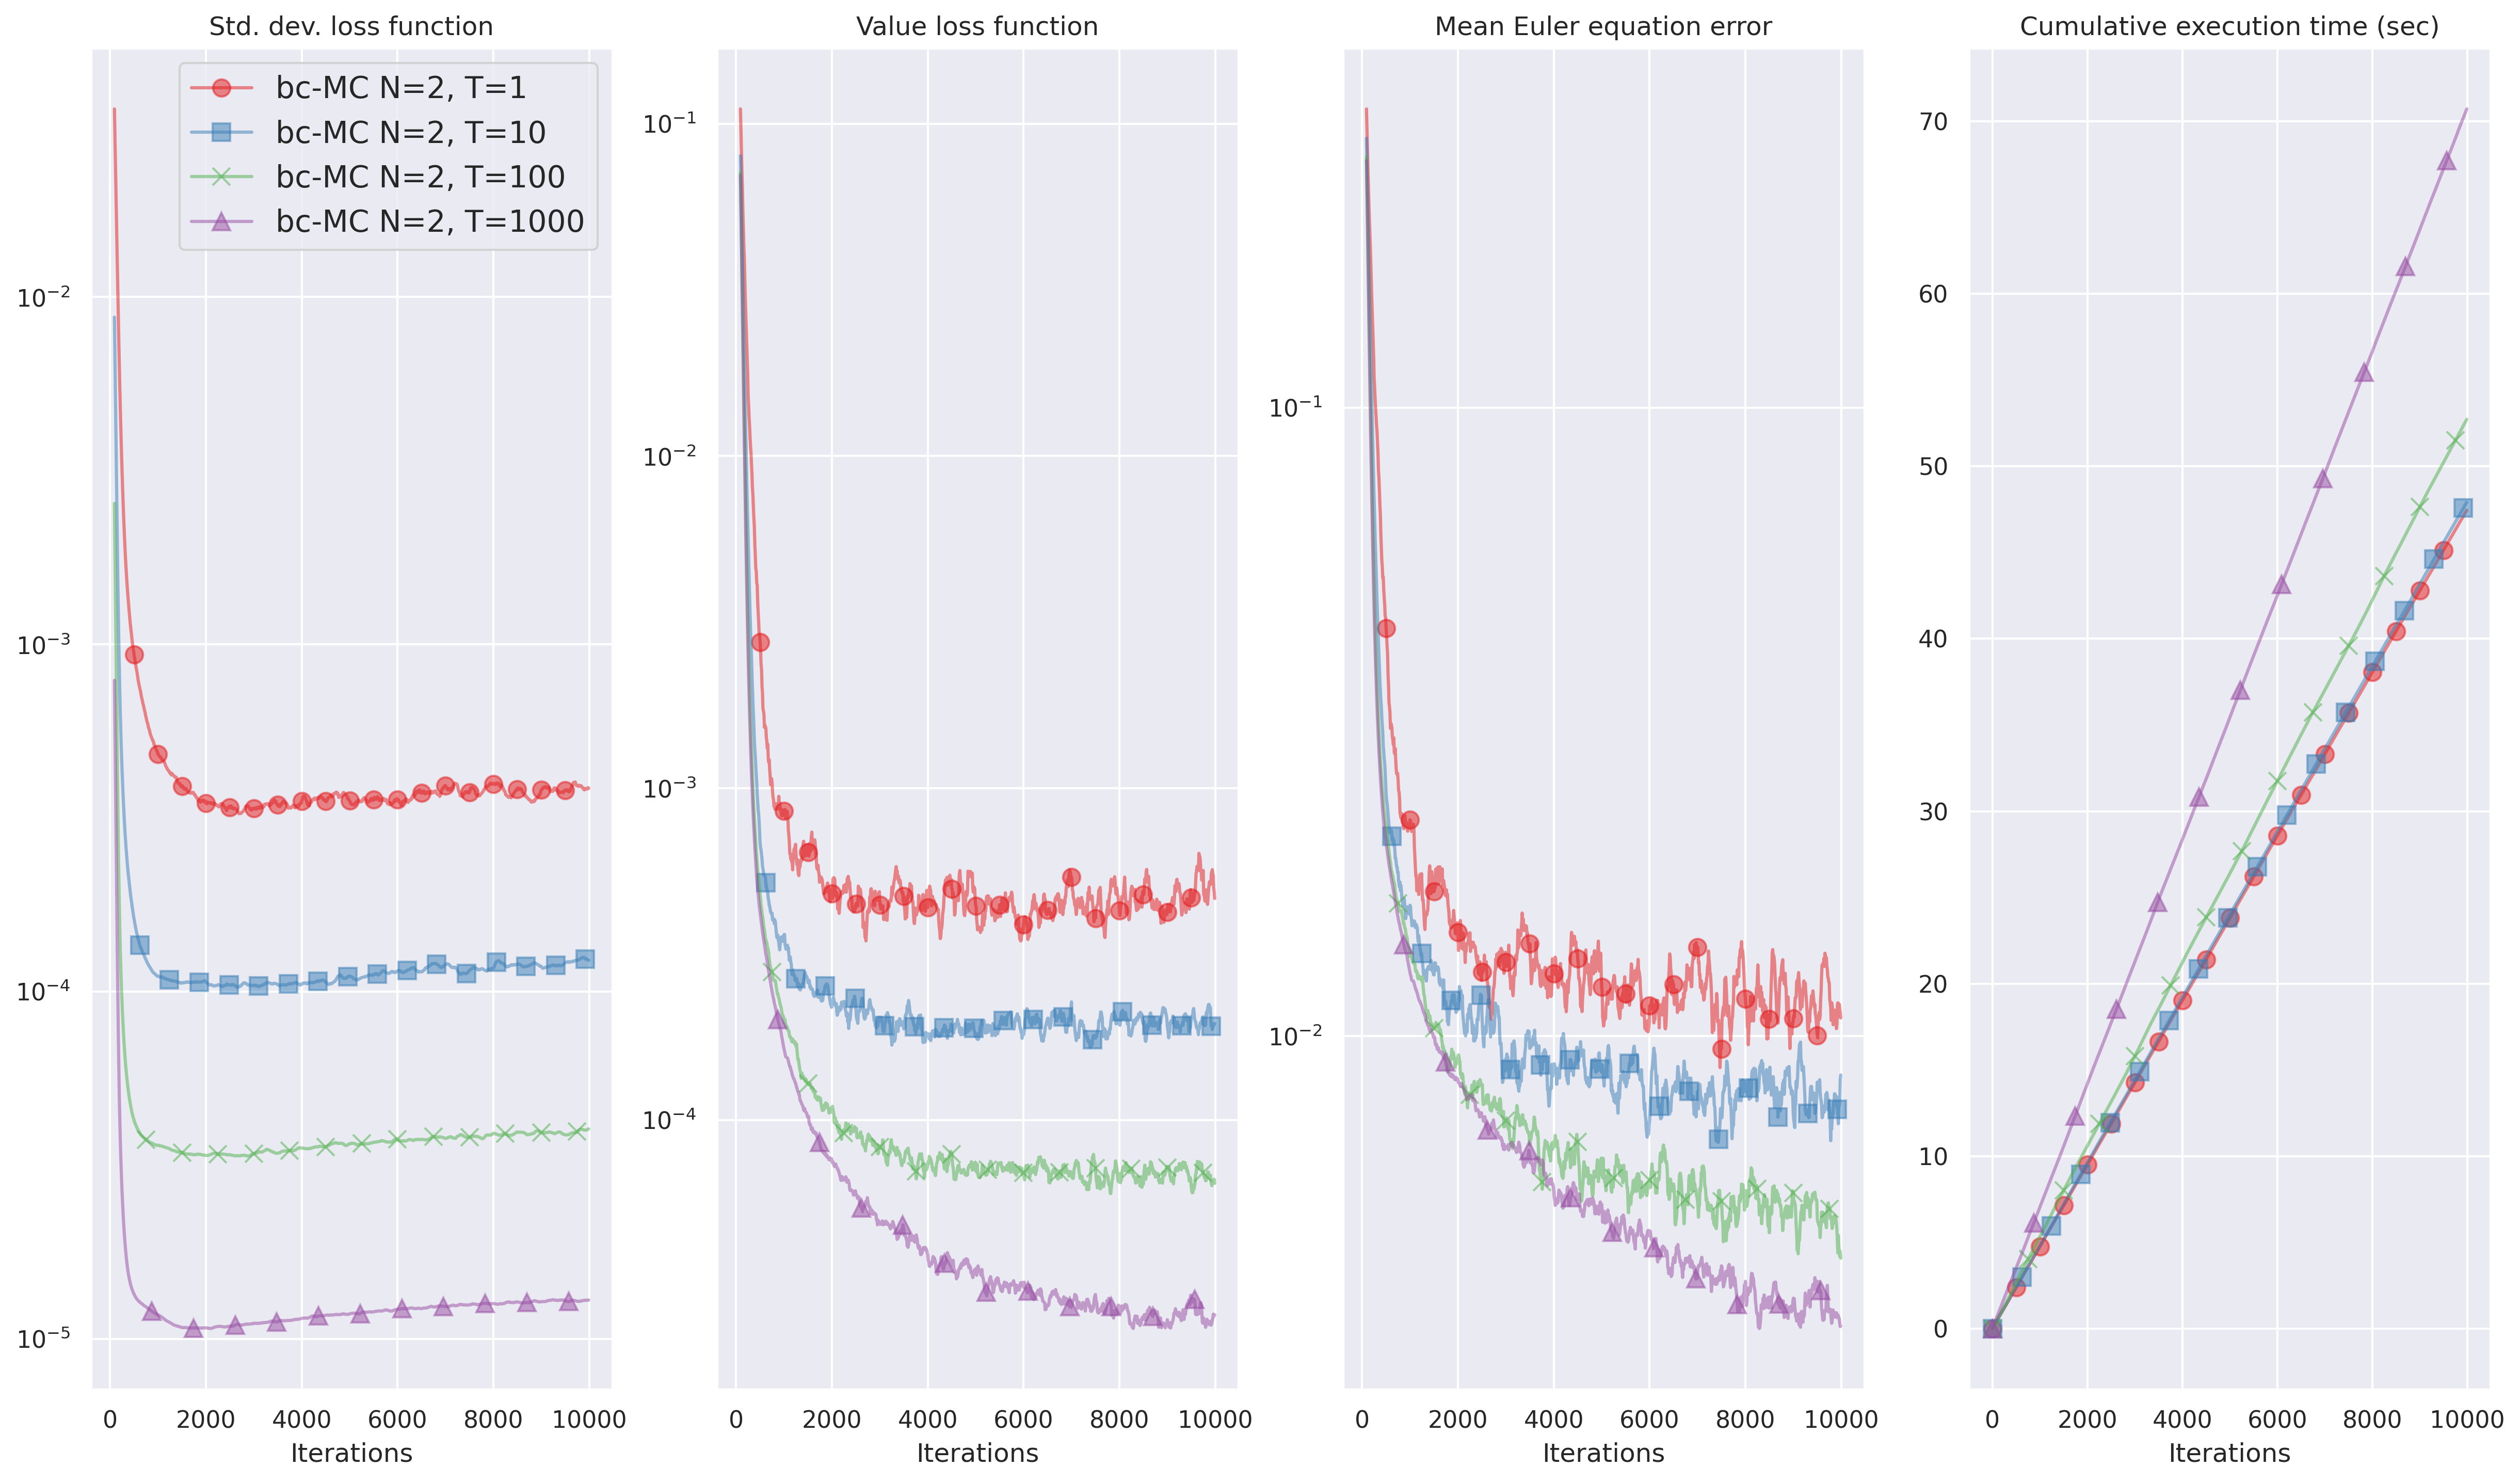 Std. dev. loss function
bc-MC N=2, T=1
bc-MC N=2, T=10
bc-MC N=2, T=100
bc-MC N=2, T=1000
10⁻²
10⁻³
10⁻⁴
10⁻⁵
0 2000 4000 6000 8000 10000
Iterations
Value loss function
10⁻¹
10⁻²
10⁻³
10⁻⁴
0 2000 4000 6000 8000 10000
Iterations
Mean Euler equation error
10⁻¹
10⁻²
0 2000 4000 6000 8000 10000
Iterations
Cumulative execution time (sec)
70
60
50
40
30
20
10
0
0 2000 4000 6000 8000 10000
Iterations